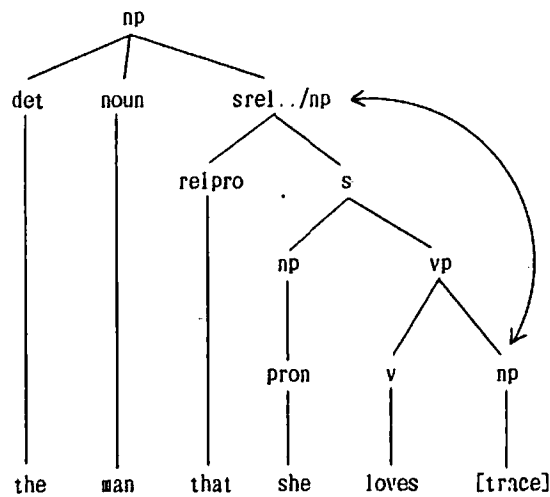 np
det noun srel../np
relpro s
np vp
pron v np
the man that she loves [trace]